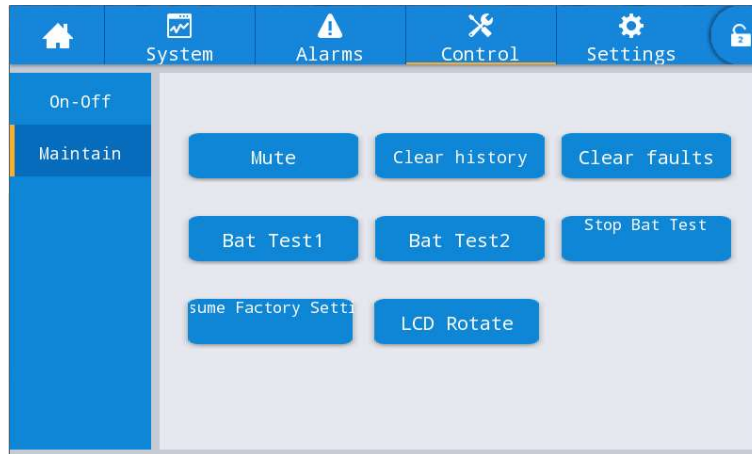 System
Alarms
Control
Settings
2
On-Off
Maintain
Mute
Clear history
Clear faults
Bat Test1
Bat Test2
Stop Bat Test
sume Factory Setti
LCD Rotate